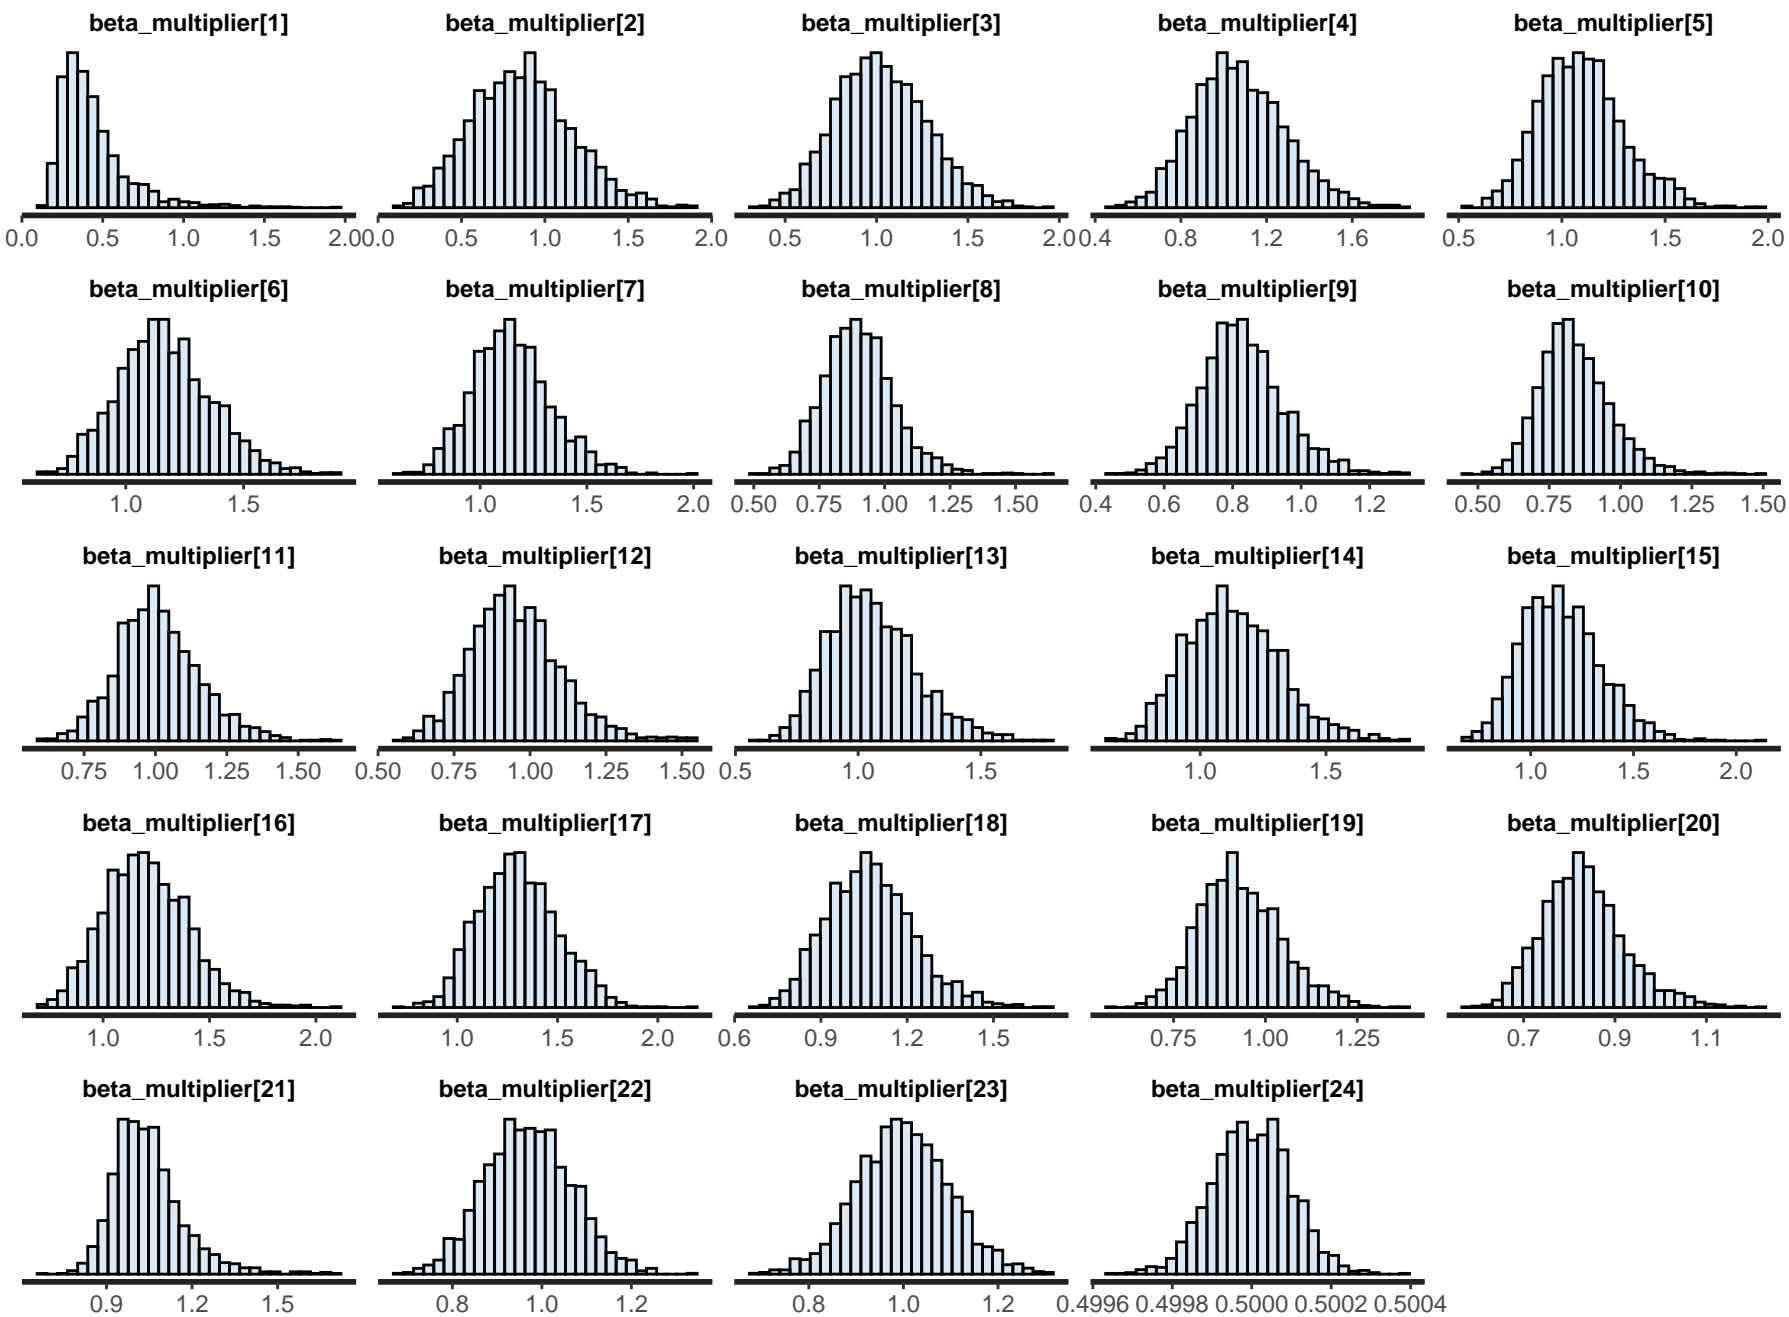 beta_multiplier[1] beta_multiplier[2] beta_multiplier[3] beta_multiplier[4] beta_multiplier[5]
0.0 0.5 1.0 1.5 2.0 0.0 0.5 1.0 1.5 2.0 0.5 1.0 1.5 2.0 0.4 0.8 1.2 1.6 0.5 1.0 1.5 2.0
beta_multiplier[6] beta_multiplier[7] beta_multiplier[8] beta_multiplier[9] beta_multiplier[10]
1.0 1.5 1.0 1.5 2.0 0.50 0.75 1.00 1.25 1.50 0.4 0.6 0.8 1.0 1.2 0.50 0.75 1.00 1.25 1.50
beta_multiplier[11] beta_multiplier[12] beta_multiplier[13] beta_multiplier[14] beta_multiplier[15]
0.75 1.00 1.25 1.50 0.50 0.75 1.00 1.25 1.50 0.5 1.0 1.5 1.0 1.5 1.0 1.5 2.0
beta_multiplier[16] beta_multiplier[17] beta_multiplier[18] beta_multiplier[19] beta_multiplier[20]
1.0 1.5 2.0 1.0 1.5 2.0 0.6 0.9 1.2 1.5 0.75 1.00 1.25 0.7 0.9 1.1
beta_multiplier[21] beta_multiplier[22] beta_multiplier[23] beta_multiplier[24]
0.9 1.2 1.5 0.8 1.0 1.2 0.8 1.0 1.2 0.4996 0.4998 0.5000 0.5002 0.5004